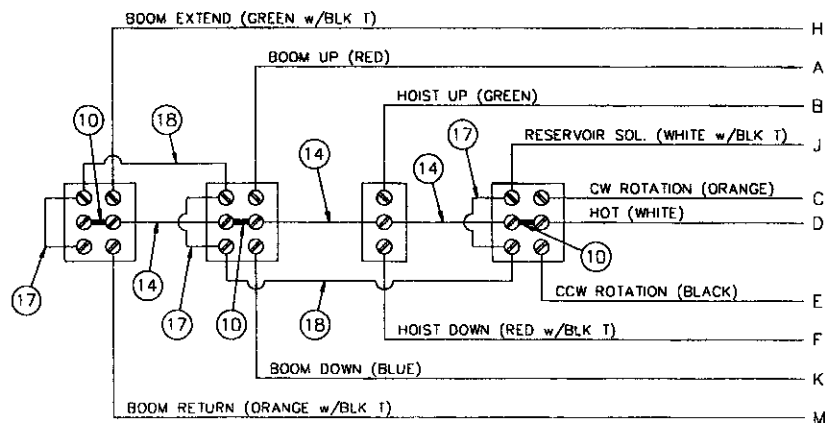 BOOM EXTEND (GREEN w/BLK T)
H
BOOM UP (RED)
A
HOIST UP (GREEN)
B
10
18
14
14
17
RESERVOIR SOL. (WHITE w/BLK T)
J
CW ROTATION (ORANGE)
C
HOT (WHITE)
D
17
14
17
10
18
10
CCW ROTATION (BLACK)
E
HOIST DOWN (RED w/BLK T)
F
BOOM DOWN (BLUE)
K
BOOM RETURN (ORANGE w/BLK T)
M